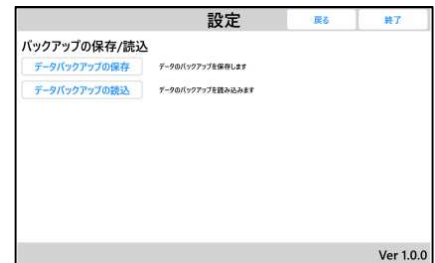 設定
戻る
終了
バックアップの保存/読込
データバックアップの保存
データのバックアップを保存します
データバックアップの読込
データのバックアップを読み込みます
Ver 1.0.0